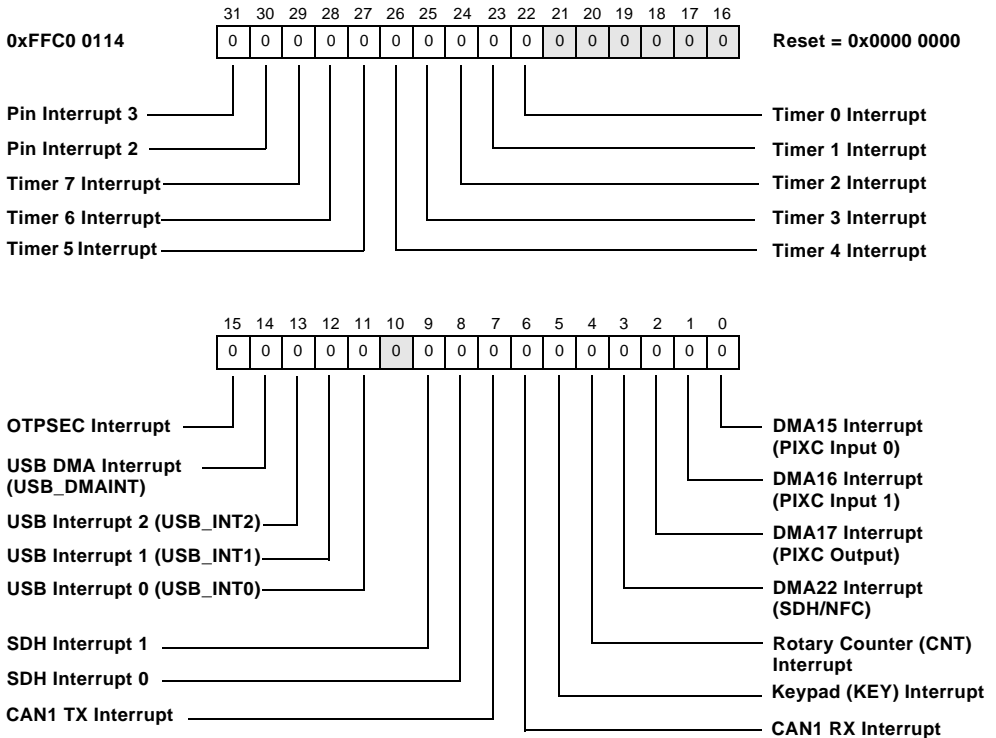 31 30 29 28 27 26 25 24 23 22 21 20 19 18 17 16
0xFFC0 0114
0 0 0 0 0 0 0 0 0 0 0 0 0 0 0 0
Reset = 0x0000 0000
Pin Interrupt 3
Timer 0 Interrupt
Pin Interrupt 2
Timer 1 Interrupt
Timer 7 Interrupt
Timer 2 Interrupt
Timer 6 Interrupt
Timer 3 Interrupt
Timer 5 Interrupt
Timer 4 Interrupt
15 14 13 12 11 10 9 8 7 6 5 4 3 2 1 0
0 0 0 0 0 0 0 0 0 0 0 0 0 0 0 0
OTPSEC Interrupt
USB DMA Interrupt
(USB_DMAINT)
USB Interrupt 2 (USB_INT2)
USB Interrupt 1 (USB_INT1)
USB Interrupt 0 (USB_INT0)
SDH Interrupt 1
SDH Interrupt 0
CAN1 TX Interrupt
DMA15 Interrupt
(PIXC Input 0)
DMA16 Interrupt
(PIXC Input 1)
DMA17 Interrupt
(PIXC Output)
DMA22 Interrupt
(SDH/NFC)
Rotary Counter (CNT)
Interrupt
Keypad (KEY) Interrupt
CAN1 RX Interrupt